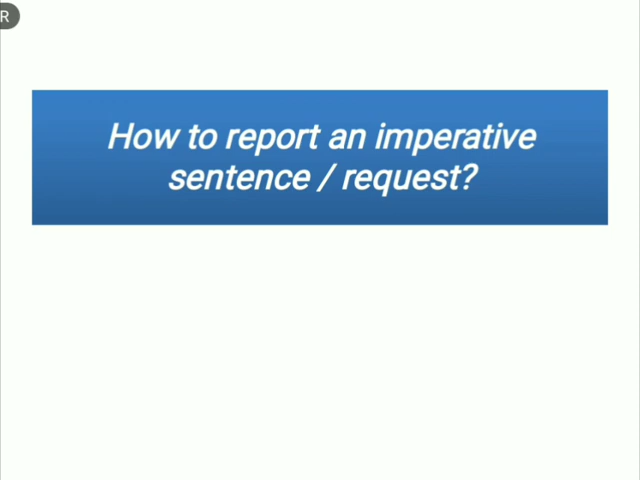 R
How to report an imperative
sentence / request?